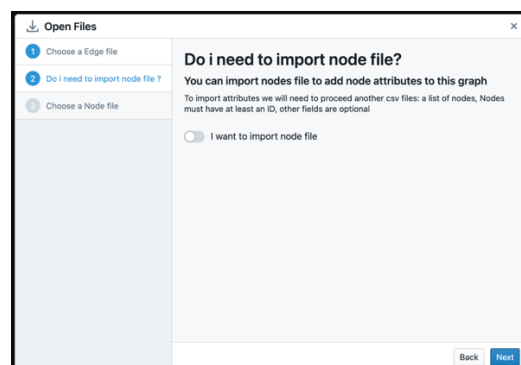 Open Files
1 Choose a Edge file
2 Do i need to import node file ?
3 Choose a Node file
Do i need to import node file?
You can import nodes file to add node attributes to this graph
To import attributes we will need to proceed another csv files: a list of nodes, Nodes
must have at least an ID, other fields are optional
I want to import node file
Back Next